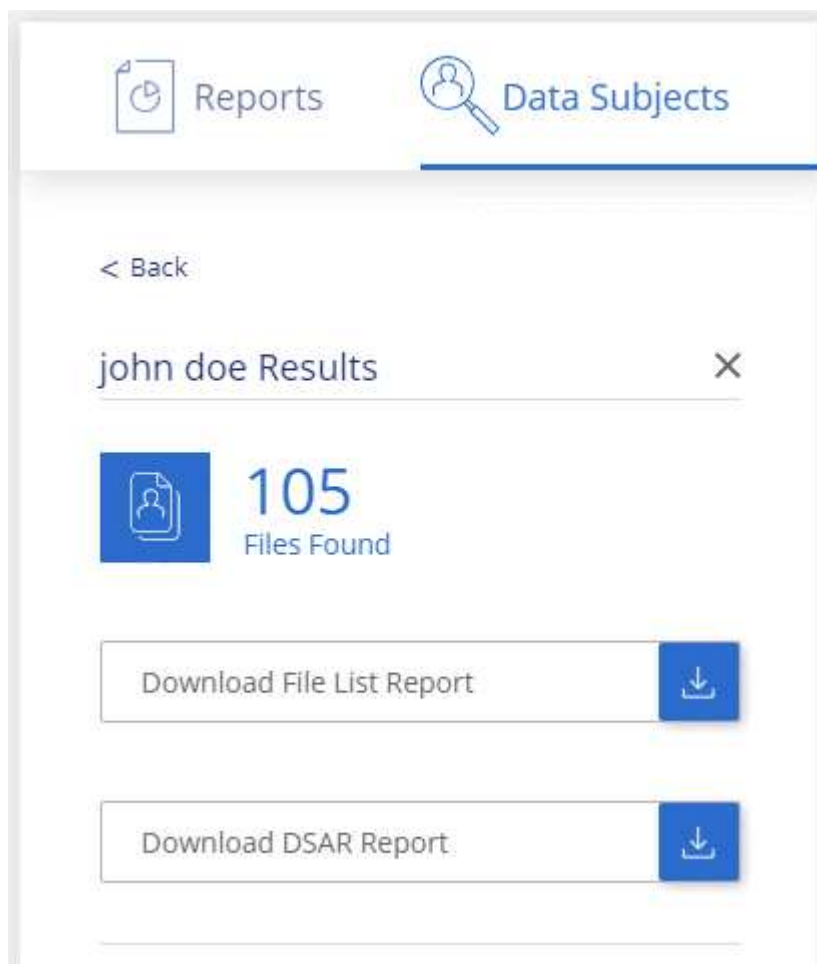 Reports
Data Subjects
< Back
john doe Results
105
Files Found
Download File List Report
Download DSAR Report